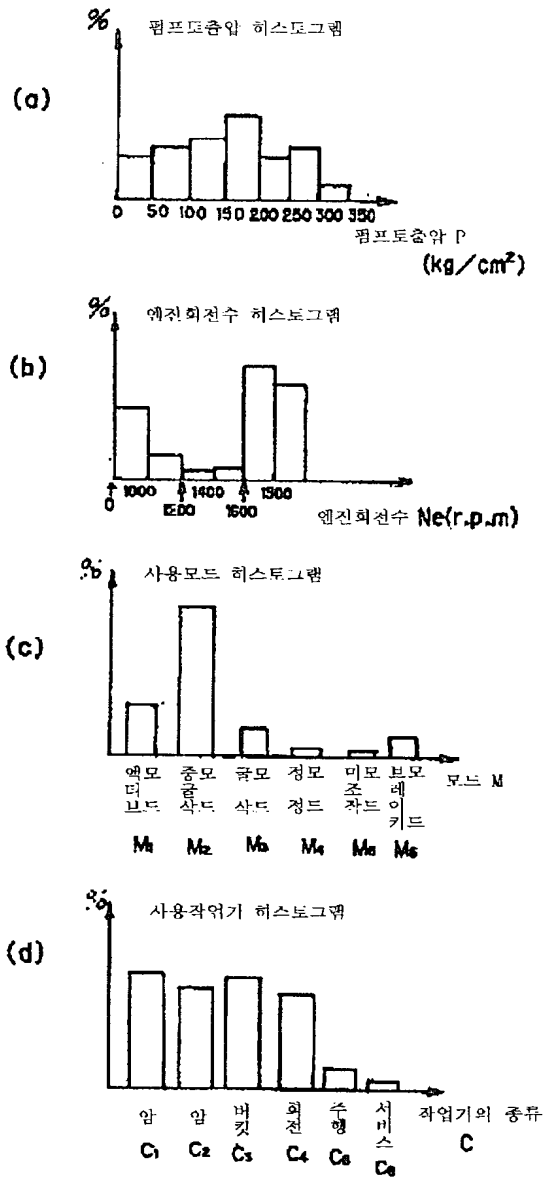 (a)
%
펌프토출압 히스토그램
0 50 100 150 200 250 300 350
펌프토출압 P
(kg/cm²)
(b)
%
엔진회전수 히스토그램
0 1000 1200 1400 1600 1800
엔진회전수 Ne(r.p.m)
(c)
%
사용모드 히스토그램
액티브모드 중굴삭모드 굴삭모드 정정모드 미조작모드 브레이키모드 모드 M
M₁ M₂ M₃ M₄ M₅ M₆
(d)
%
사용작업기 히스토그램
암 암 버킷 회전 주행 서비스 작업기의 종류
C₁ C₂ C₃ C₄ C₅ C₆ C